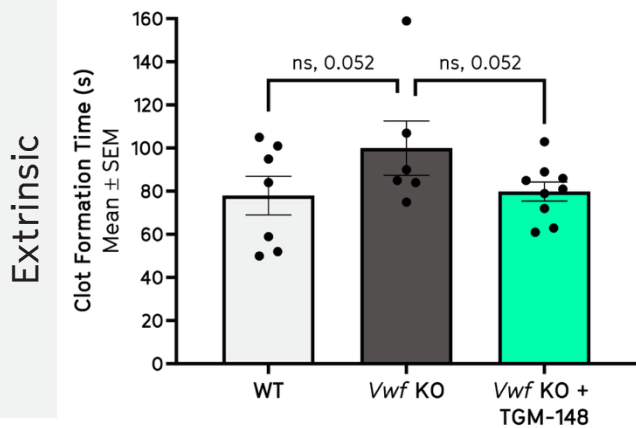 Extrinsic
Clot Formation Time (s)
Mean ± SEM
160
140
120
100
80
60
40
20
0
ns, 0.052
ns, 0.052
WT
Vwf KO
Vwf KO +
TGM-148